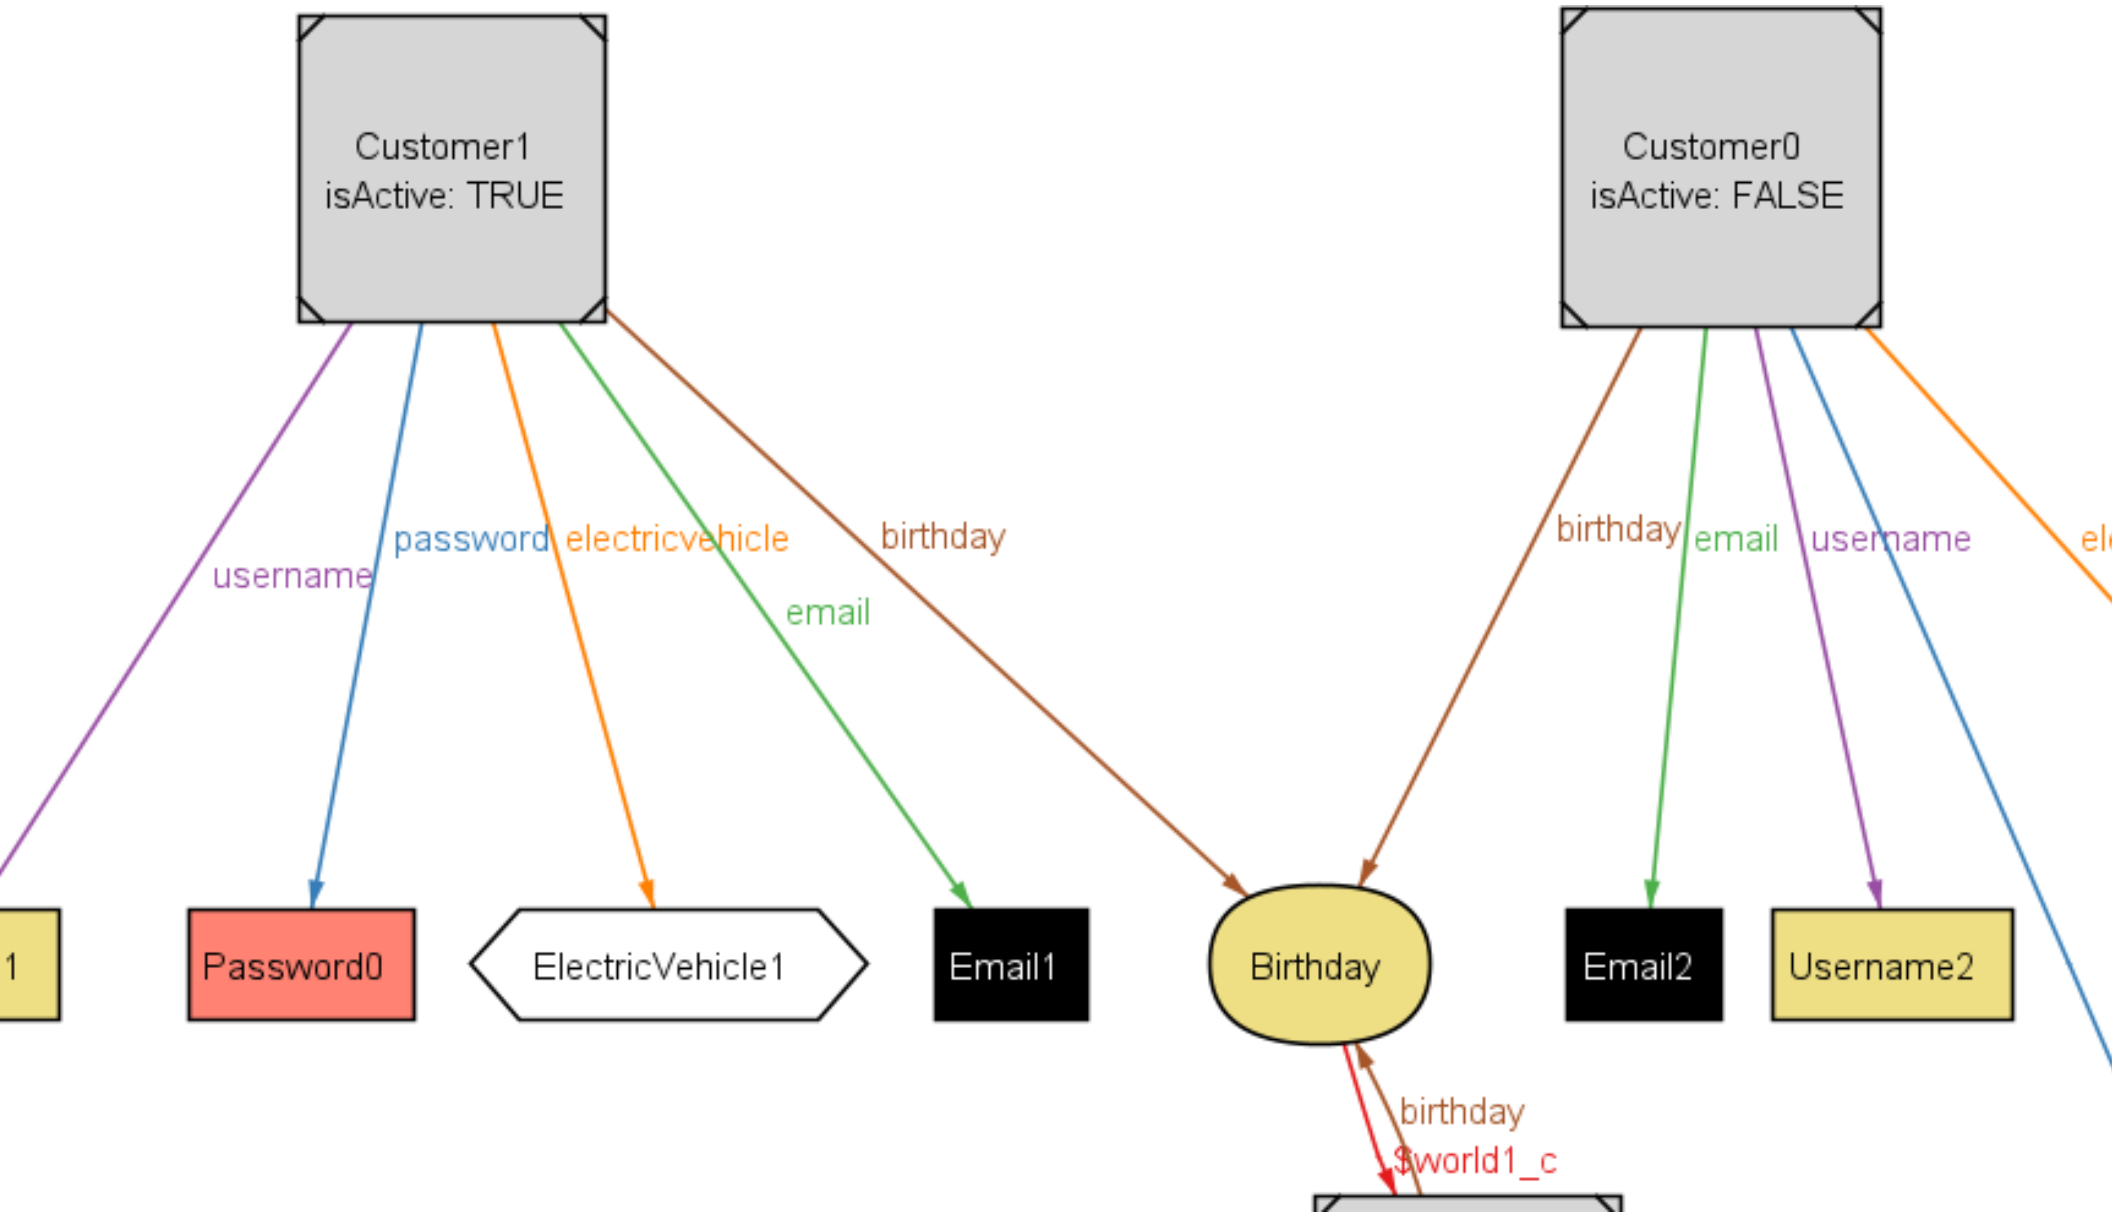 Customer1
isActive: TRUE
Customer0
isActive: FALSE
username
password
electricvehicle
email
birthday
birthday
email
username
1
Password0
ElectricVehicle1
Email1
Birthday
Email2
Username2
birthday
$world1_c